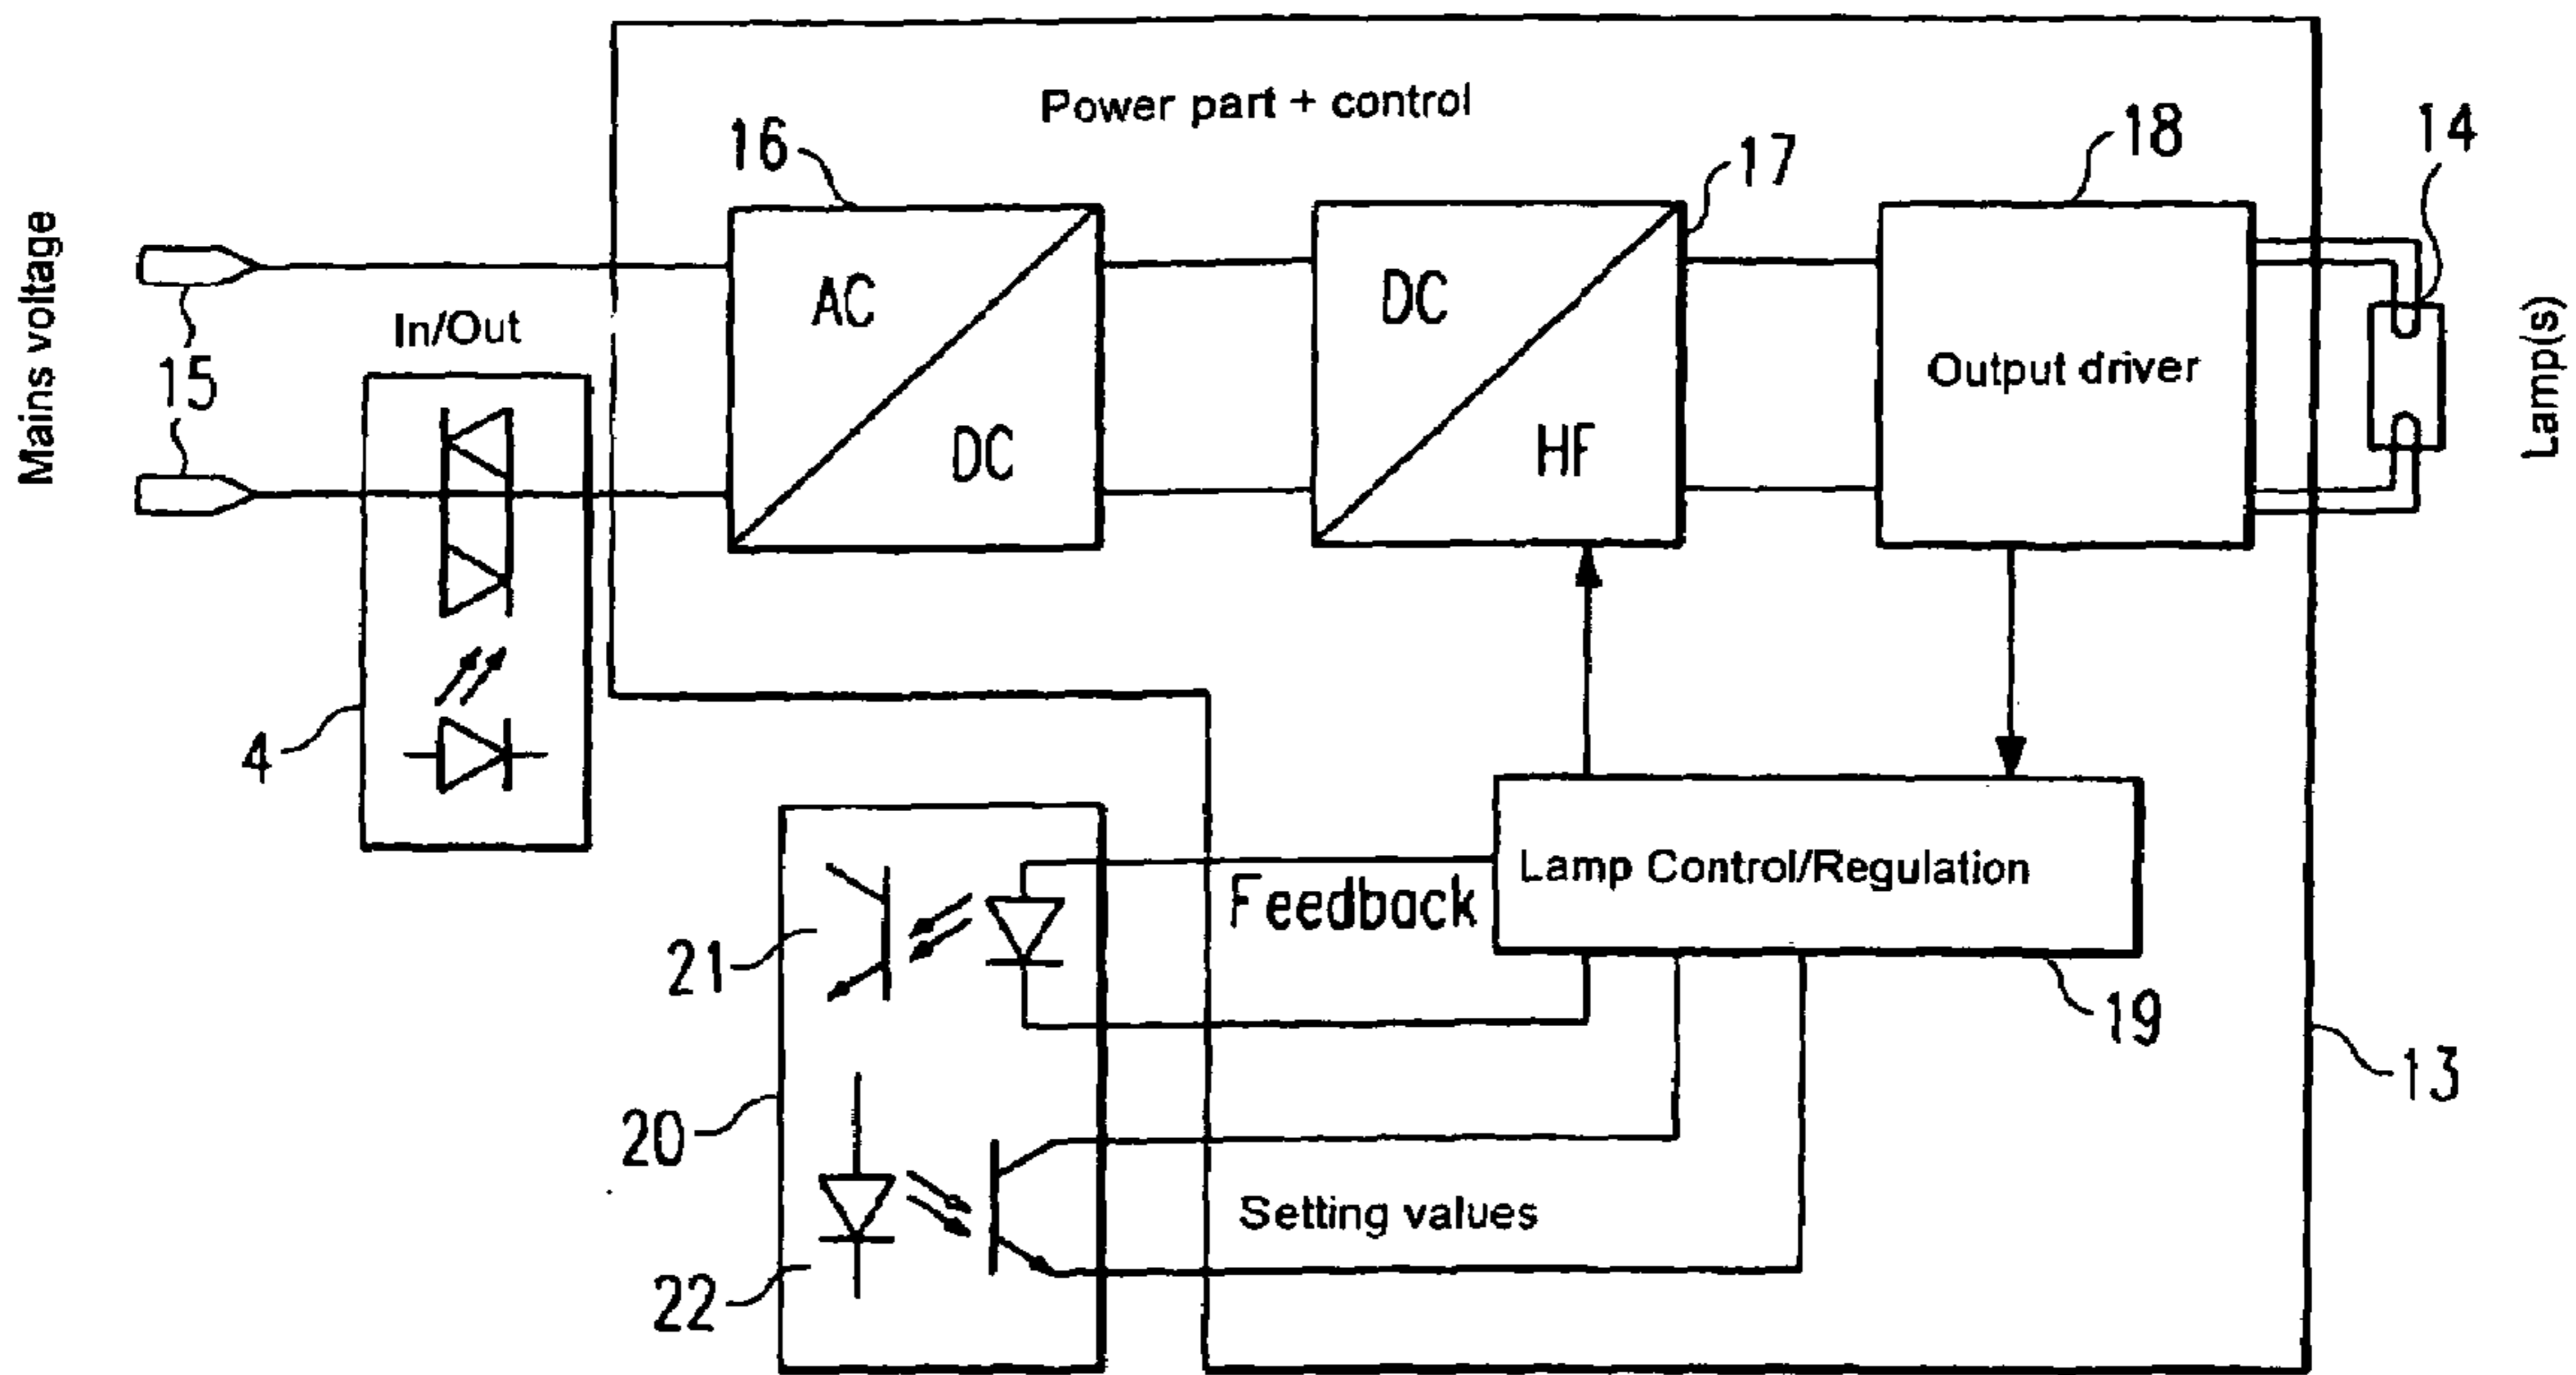 Power part + control
16
17
18
14
Mains voltage
15
In/Out
AC
DC
DC
HF
Output driver
Lamp(s)
4
Feedback
Lamp Control/Regulation
21
19
13
20
Setting values
22